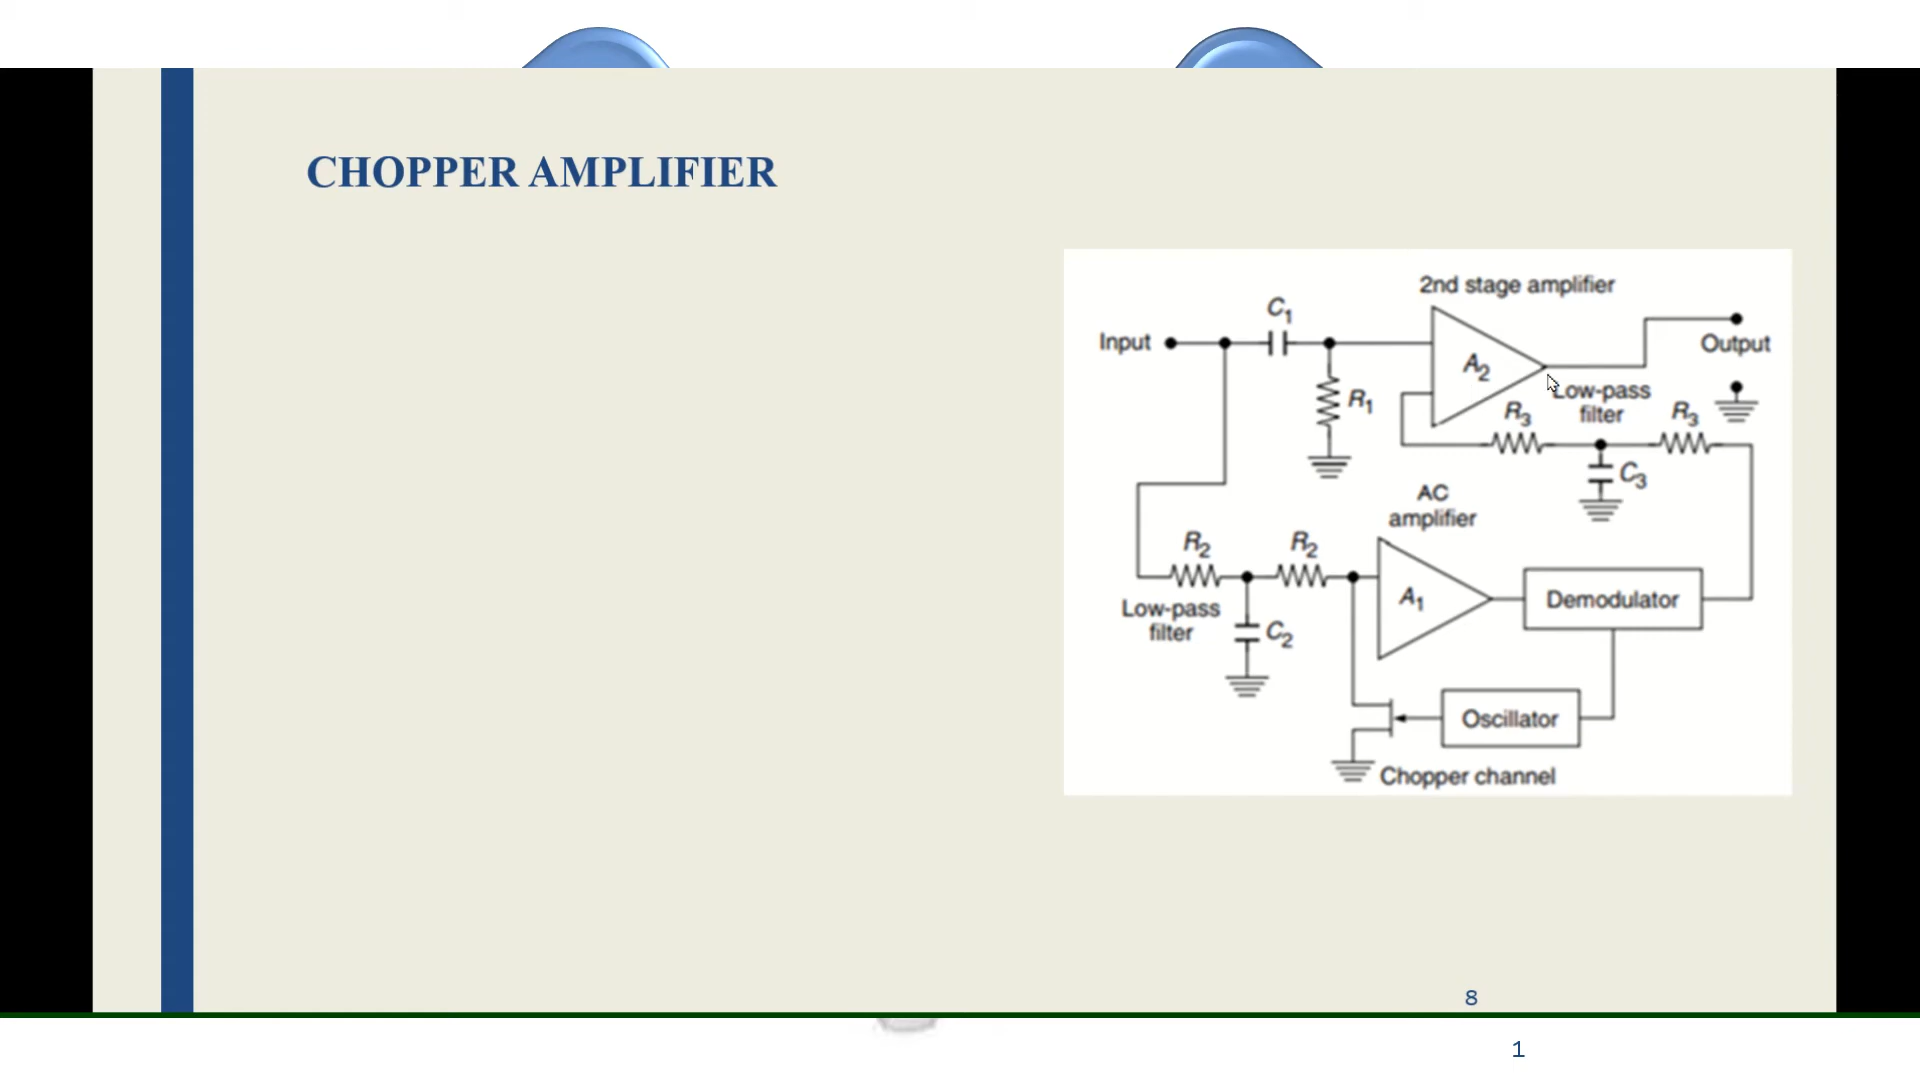 CHOPPER AMPLIFIER
2nd stage amplifier
C1
Input
A2
Output
R1
Low-pass
filter
R3
R3
C3
AC
amplifier
R2
R2
A1
Demodulator
Low-pass
filter
C2
Oscillator
Chopper channel
8
1